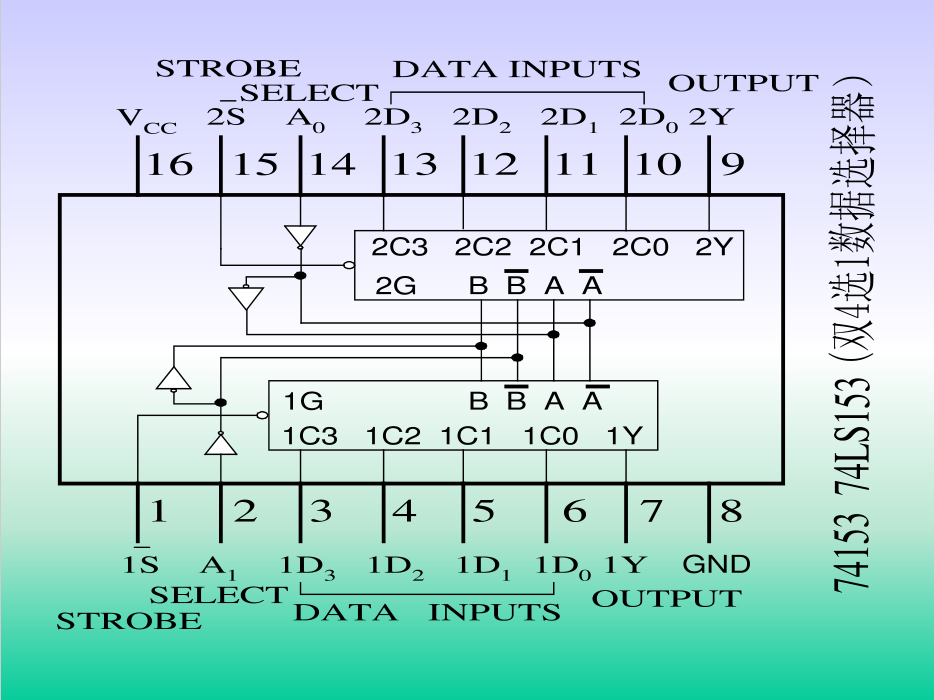 STROBE DATA INPUTS OUTPUT
SELECT
V_CC 2S̅ A₀ 2D₃ 2D₂ 2D₁ 2D₀ 2Y
16 15 14 13 12 11 10 9
2C3 2C2 2C1 2C0 2Y
2G B B̅ A A̅
1G B B̅ A A̅
1C3 1C2 1C1 1C0 1Y
1 2 3 4 5 6 7 8
1S̅ A₁ 1D₃ 1D₂ 1D₁ 1D₀ 1Y GND
SELECT DATA INPUTS OUTPUT
STROBE
74153 74LS153(双4选1数据选择器)